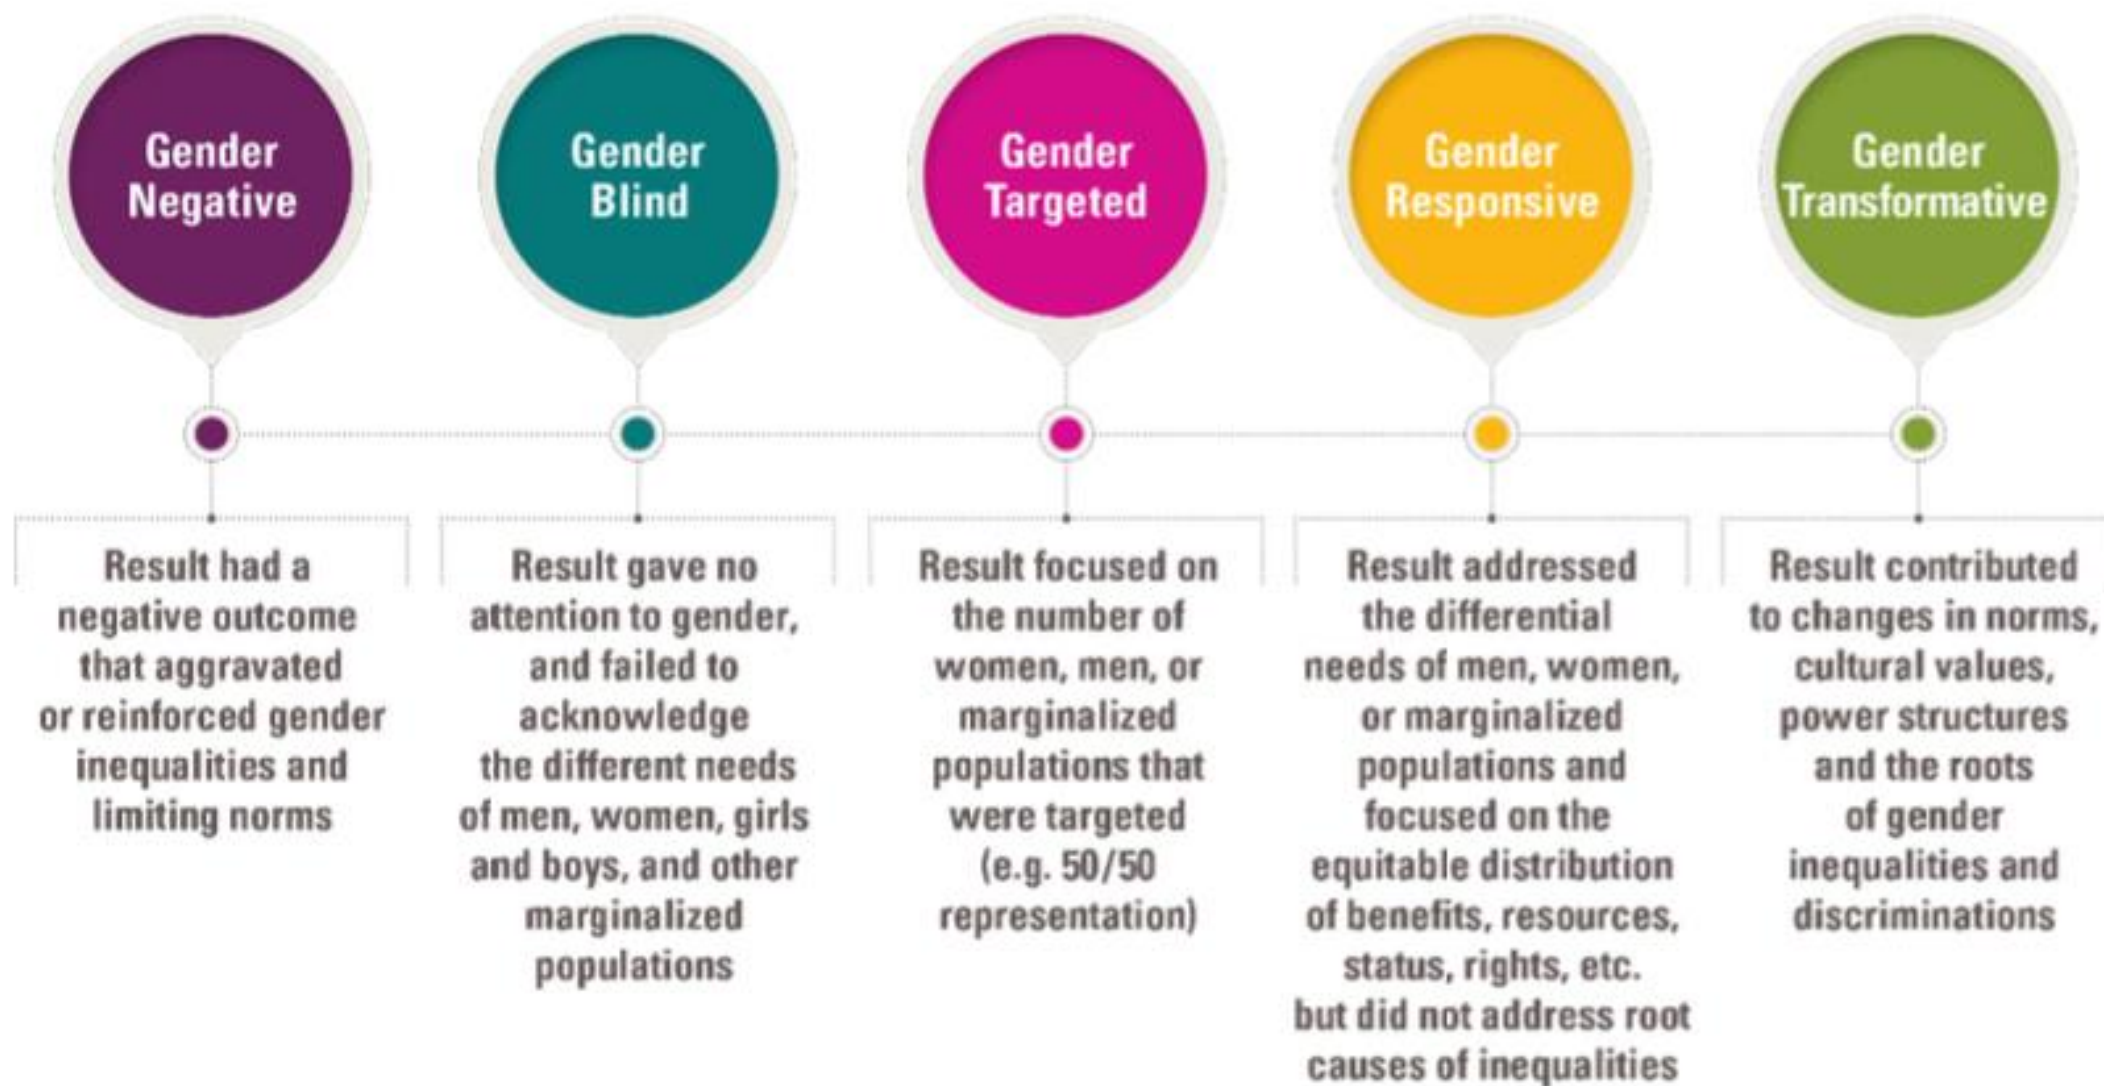 Gender
Negative
Gender
Blind
Gender
Targeted
Gender
Responsive
Gender
Transformative
Result had a
negative outcome
that aggravated
or reinforced gender
inequalities and
limiting norms
Result gave no
attention to gender,
and failed to
acknowledge
the different needs
of men, women, girls
and boys, and other
marginalized
populations
Result focused on
the number of
women, men, or
marginalized
populations that
were targeted
(e.g. 50/50
representation)
Result addressed
the differential
needs of men, women,
or marginalized
populations and
focused on the
equitable distribution
of benefits, resources,
status, rights, etc.
but did not address root
causes of inequalities
Result contributed
to changes in norms,
cultural values,
power structures
and the roots
of gender
inequalities and
discriminations